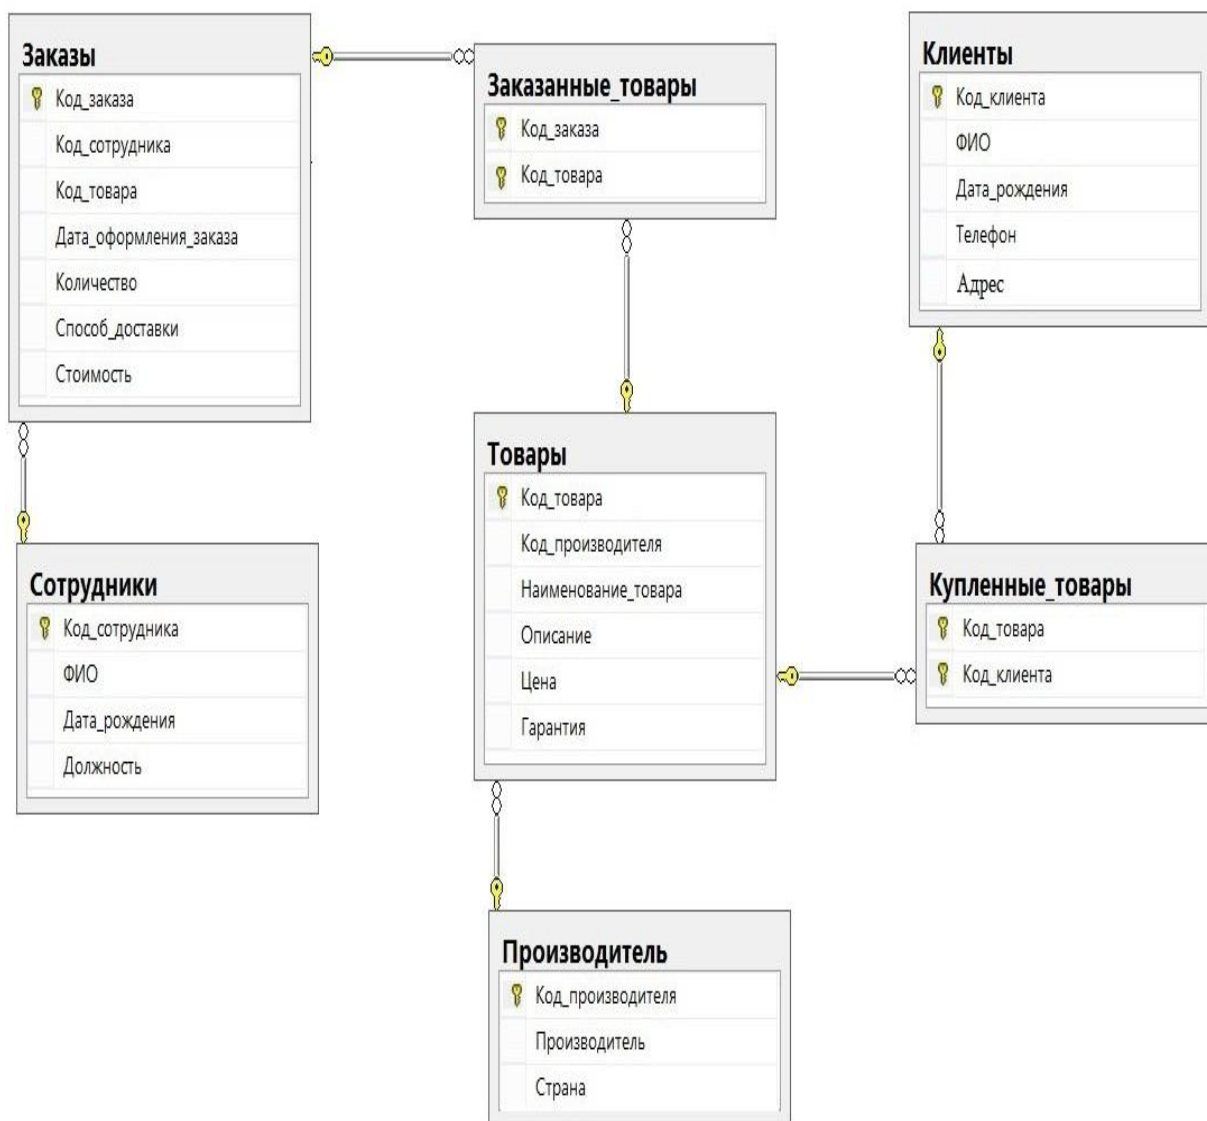 Заказы
Код_заказа
Код_сотрудника
Код_товара
Дата_оформления_заказа
Количество
Способ_доставки
Стоимость
Заказанные_товары
Код_заказа
Код_товара
Клиенты
Код_клиента
ФИО
Дата_рождения
Телефон
Адрес
Сотрудники
Код_сотрудника
ФИО
Дата_рождения
Должность
Товары
Код_товара
Код_производителя
Наименование_товара
Описание
Цена
Гарантия
Купленные_товары
Код_товара
Код_клиента
Производитель
Код_производителя
Производитель
Страна